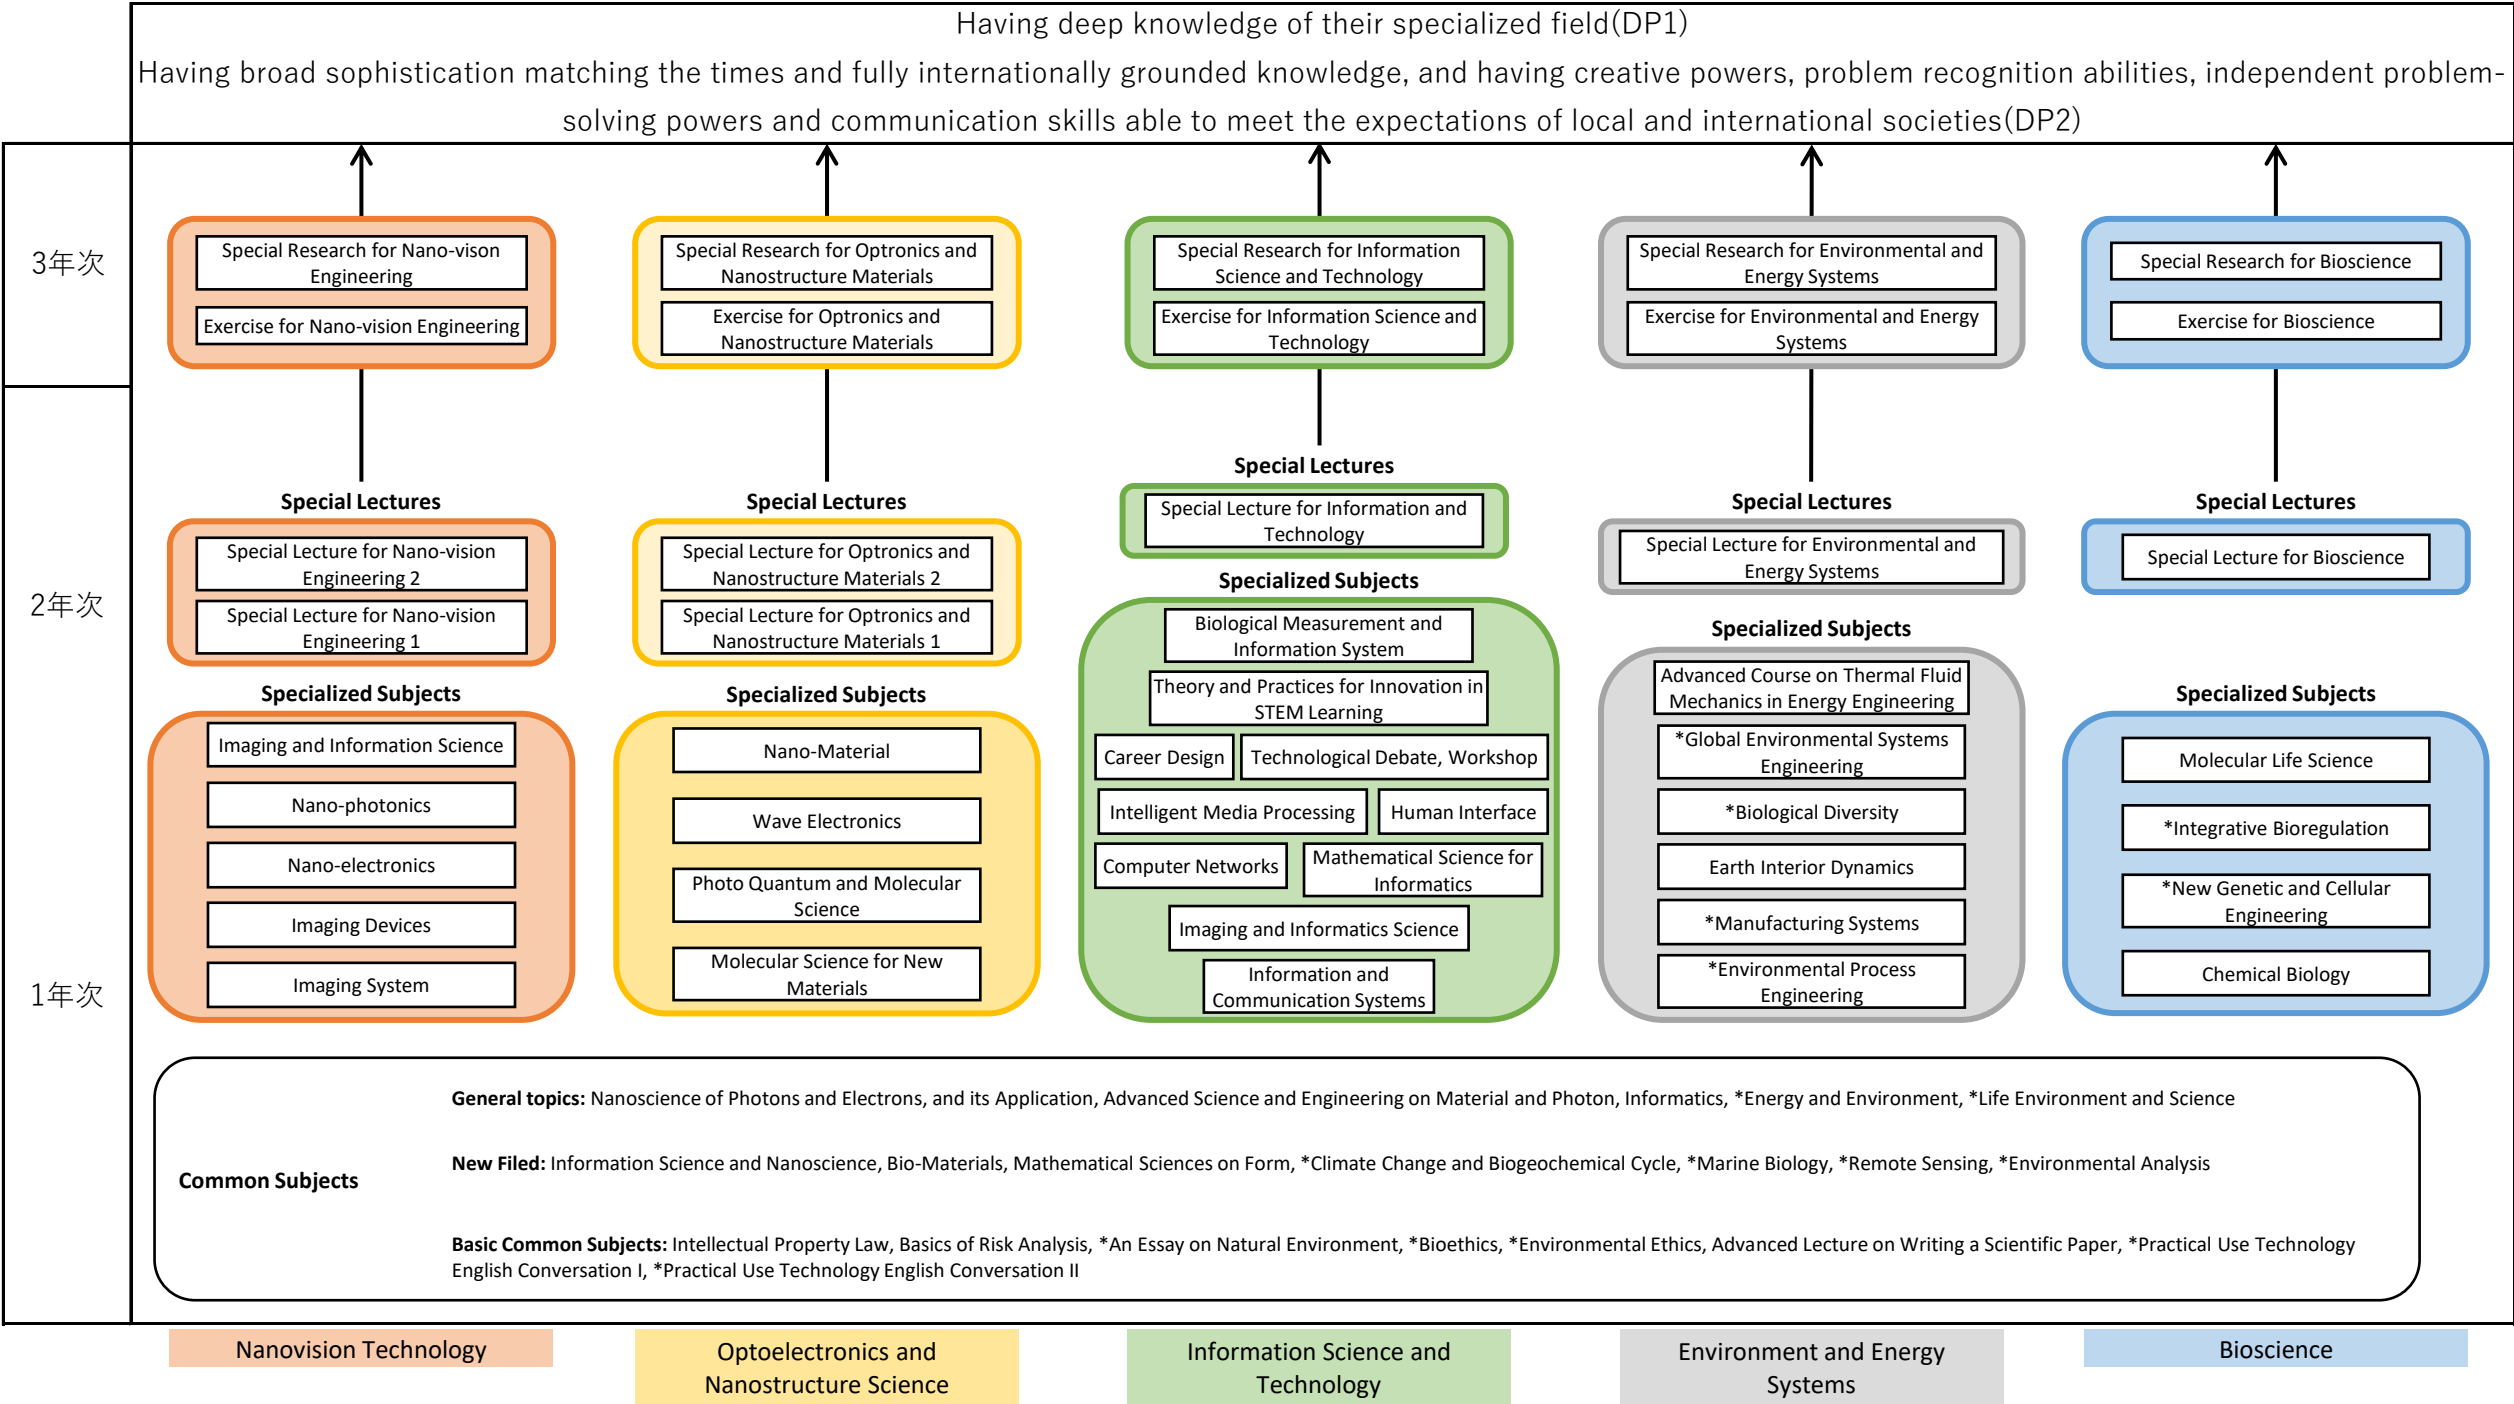 Having deep knowledge of their specialized field(DP1)
Having broad sophistication matching the times and fully internationally grounded knowledge, and having creative powers, problem recognition abilities, independent problem-
solving powers and communication skills able to meet the expectations of local and international societies(DP2)
3年次
Special Research for Nano-vison
Engineering
Exercise for Nano-vision Engineering
Special Research for Optronics and
Nanostructure Materials
Exercise for Optronics and
Nanostructure Materials
Special Research for Information
Science and Technology
Exercise for Information Science and
Technology
Special Research for Environmental and
Energy Systems
Exercise for Environmental and Energy
Systems
Special Research for Bioscience
Exercise for Bioscience
2年次
1年次
Special Lectures
Special Lecture for Nano-vision
Engineering 2
Special Lecture for Nano-vision
Engineering 1
Specialized Subjects
Imaging and Information Science
Nano-photonics
Nano-electronics
Imaging Devices
Imaging System
Special Lectures
Special Lecture for Optronics and
Nanostructure Materials 2
Special Lecture for Optronics and
Nanostructure Materials 1
Specialized Subjects
Nano-Material
Wave Electronics
Photo Quantum and Molecular
Science
Molecular Science for New
Materials
Special Lectures
Special Lecture for Information and
Technology
Specialized Subjects
Biological Measurement and
Information System
Theory and Practices for Innovation in
STEM Learning
Career Design
Technological Debate, Workshop
Intelligent Media Processing
Human Interface
Computer Networks
Mathematical Science for
Informatics
Imaging and Informatics Science
Information and
Communication Systems
Special Lectures
Special Lecture for Environmental and
Energy Systems
Specialized Subjects
Advanced Course on Thermal Fluid
Mechanics in Energy Engineering
*Global Environmental Systems
Engineering
*Biological Diversity
Earth Interior Dynamics
*Manufacturing Systems
*Environmental Process
Engineering
Special Lectures
Special Lecture for Bioscience
Specialized Subjects
Molecular Life Science
*Integrative Bioregulation
*New Genetic and Cellular
Engineering
Chemical Biology
Common Subjects
General topics: Nanoscience of Photons and Electrons, and its Application, Advanced Science and Engineering on Material and Photon, Informatics, *Energy and Environment, *Life Environment and Science
New Filed: Information Science and Nanoscience, Bio-Materials, Mathematical Sciences on Form, *Climate Change and Biogeochemical Cycle, *Marine Biology, *Remote Sensing, *Environmental Analysis
Basic Common Subjects: Intellectual Property Law, Basics of Risk Analysis, *An Essay on Natural Environment, *Bioethics, *Environmental Ethics, Advanced Lecture on Writing a Scientific Paper, *Practical Use Technology
English Conversation I, *Practical Use Technology English Conversation II
Nanovision Technology
Optoelectronics and
Nanostructure Science
Information Science and
Technology
Environment and Energy
Systems
Bioscience